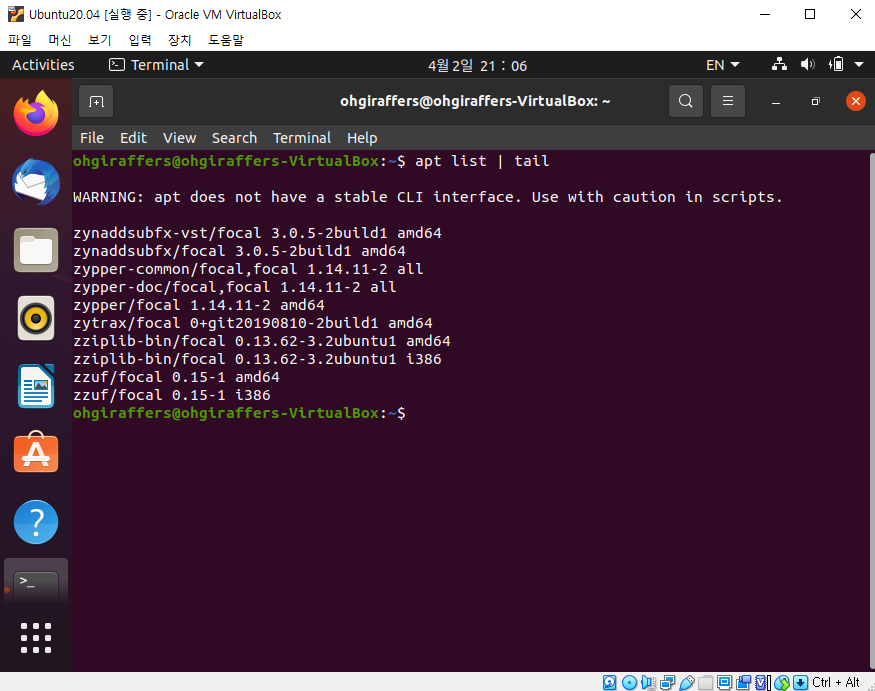 Ubuntu20.04 [실행 중] - Oracle VM VirtualBox
파일 머신 보기 입력 장치 도움말
Activities Terminal 4월 2일 21 : 06 EN
ohgiraffers@ohgiraffers-VirtualBox: ~
File Edit View Search Terminal Help
ohgiraffers@ohgiraffers-VirtualBox:~$ apt list | tail
WARNING: apt does not have a stable CLI interface. Use with caution in scripts.
zynaddsubfx-vst/focal 3.0.5-2build1 amd64
zynaddsubfx/focal 3.0.5-2build1 amd64
zypper-common/focal,focal 1.14.11-2 all
zypper-doc/focal,focal 1.14.11-2 all
zypper/focal 1.14.11-2 amd64
zytrax/focal 0+git20190810-2build1 amd64
zziplib-bin/focal 0.13.62-3.2ubuntu1 amd64
zziplib-bin/focal 0.13.62-3.2ubuntu1 i386
zzuf/focal 0.15-1 amd64
zzuf/focal 0.15-1 i386
ohgiraffers@ohgiraffers-VirtualBox:~$
Ctrl + Alt